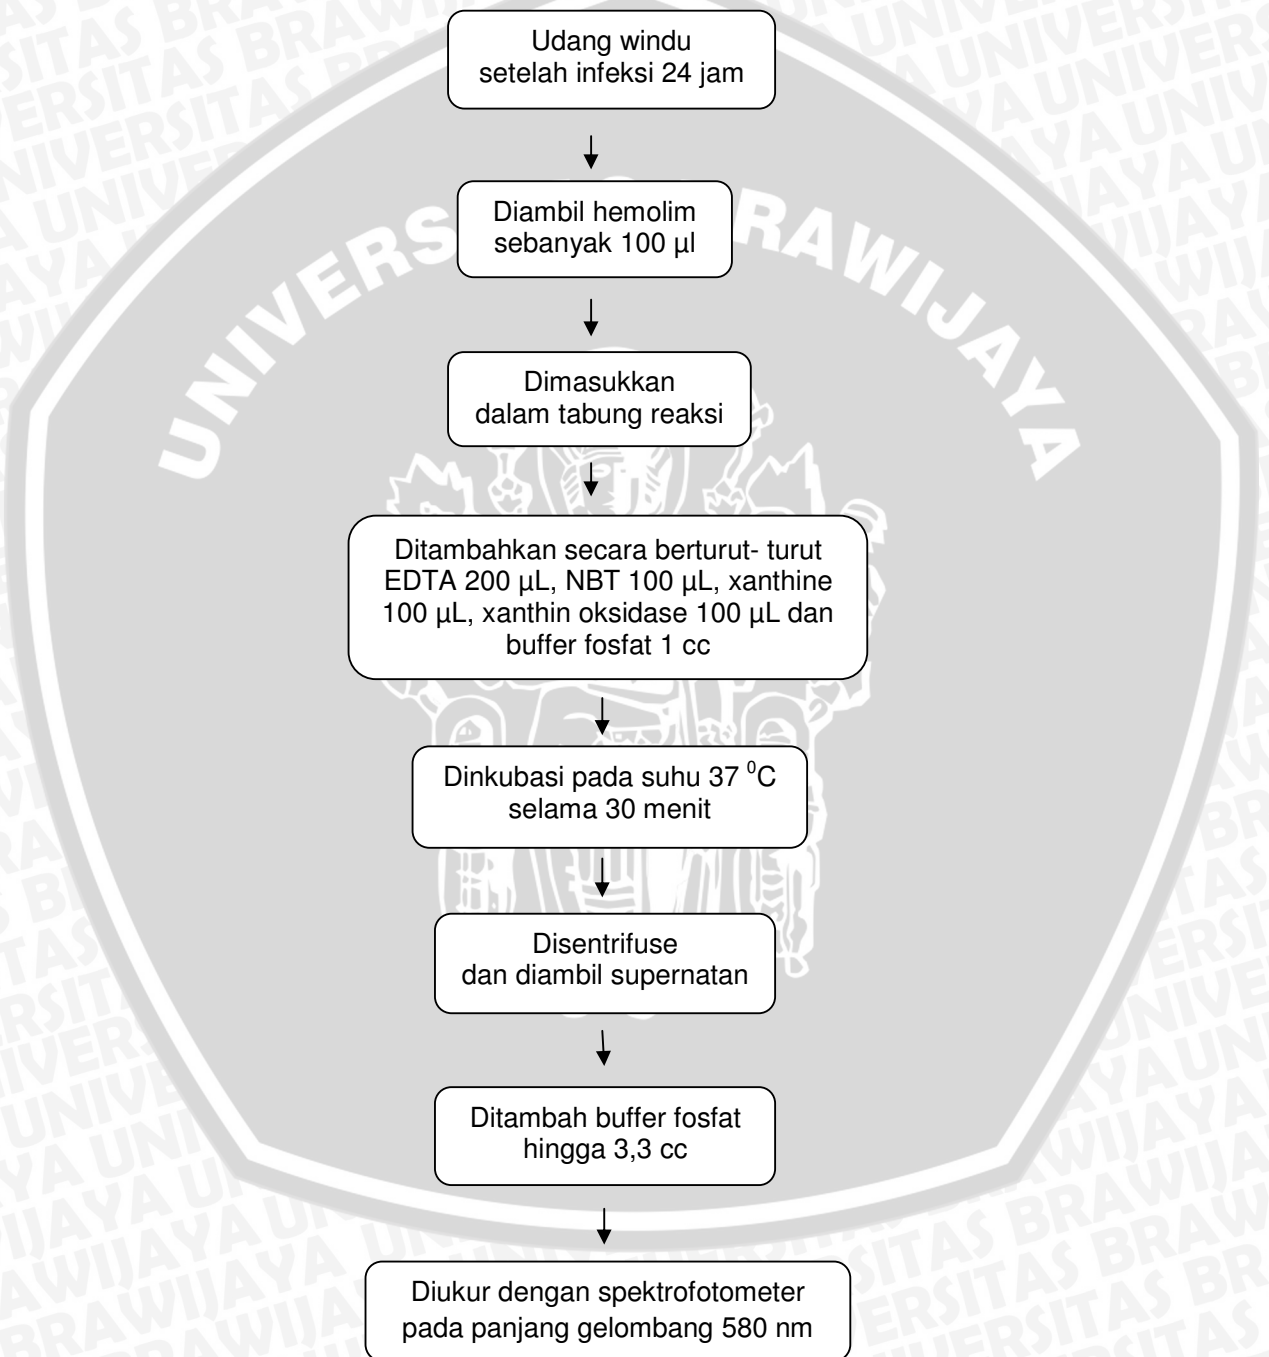 Udang windu
setelah infeksi 24 jam
Diambil hemolim
sebanyak 100 µl
Dimasukkan
dalam tabung reaksi
Ditambahkan secara berturut- turut
EDTA 200 µL, NBT 100 µL, xanthine
100 µL, xanthin oksidase 100 µL dan
buffer fosfat 1 cc
Dinkubasi pada suhu 37 ⁰C
selama 30 menit
Disentrifuse
dan diambil supernatan
Ditambah buffer fosfat
hingga 3,3 cc
Diukur dengan spektrofotometer
pada panjang gelombang 580 nm